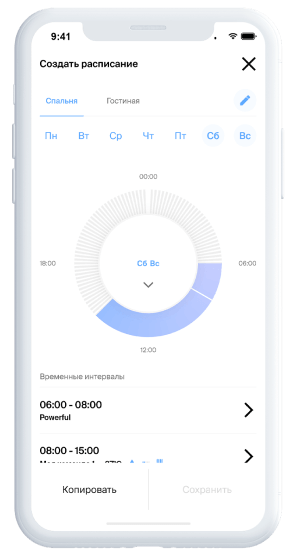 9:41
Создать расписание
Спальня Гостиная
Пн Вт Ср Чт Пт Сб Вс
00:00
18:00 Сб Вс 06:00
12:00
Временные интервалы
06:00 - 08:00
Powerful
08:00 - 15:00
Копировать Сохранить